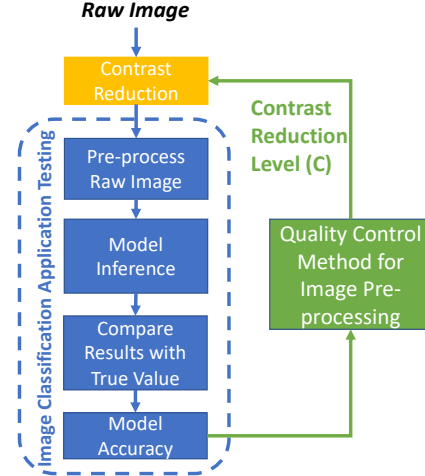 Raw Image
Contrast
Reduction
Image Classification Application Testing
Pre-process
Raw Image
Model
Inference
Compare
Results with
True Value
Model
Accuracy
Contrast
Reduction
Level (C)
Quality Control
Method for
Image Pre-
processing